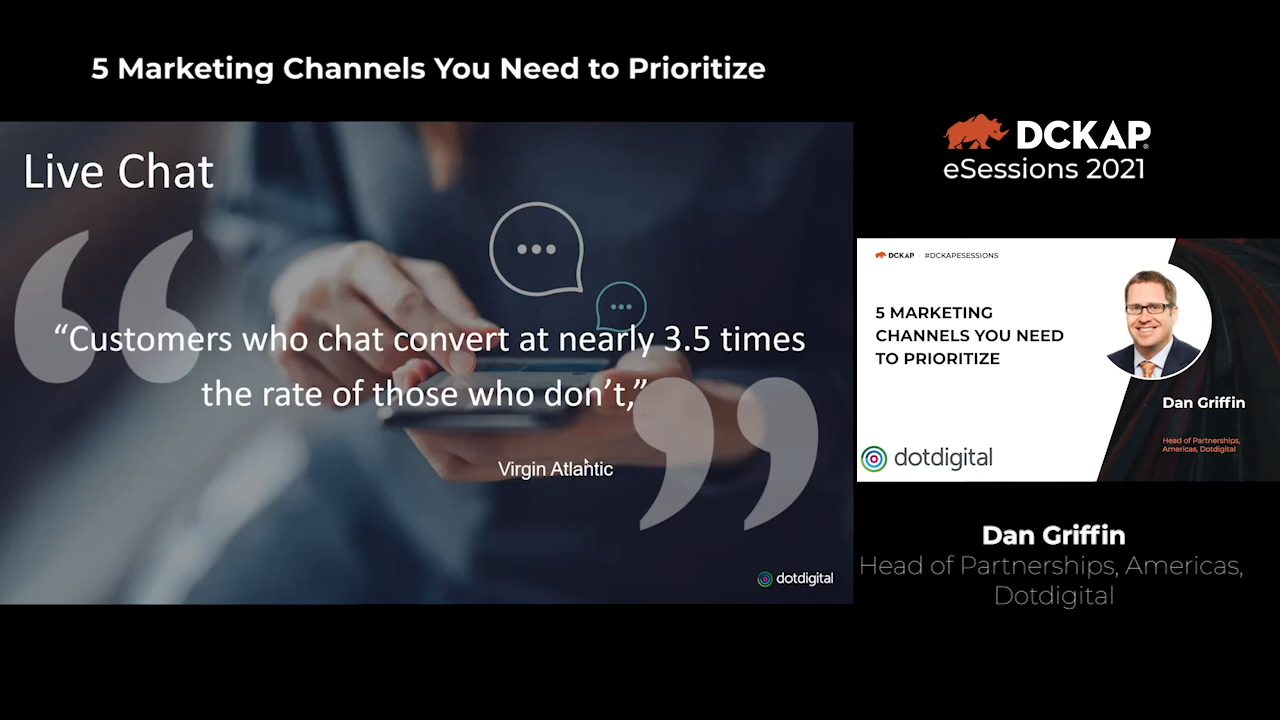 5 Marketing Channels You Need to Prioritize
Live Chat
“Customers who chat convert at nearly 3.5 times
the rate of those who don’t,”
Virgin Atlantic
dotdigital
DCKAP
eSessions 2021
DCKAP #DCKAPESESSIONS
5 MARKETING
CHANNELS YOU NEED
TO PRIORITIZE
Dan Griffin
Head of Partnerships,
Americas, Dotdigital
dotdigital
Dan Griffin
Head of Partnerships, Americas,
Dotdigital